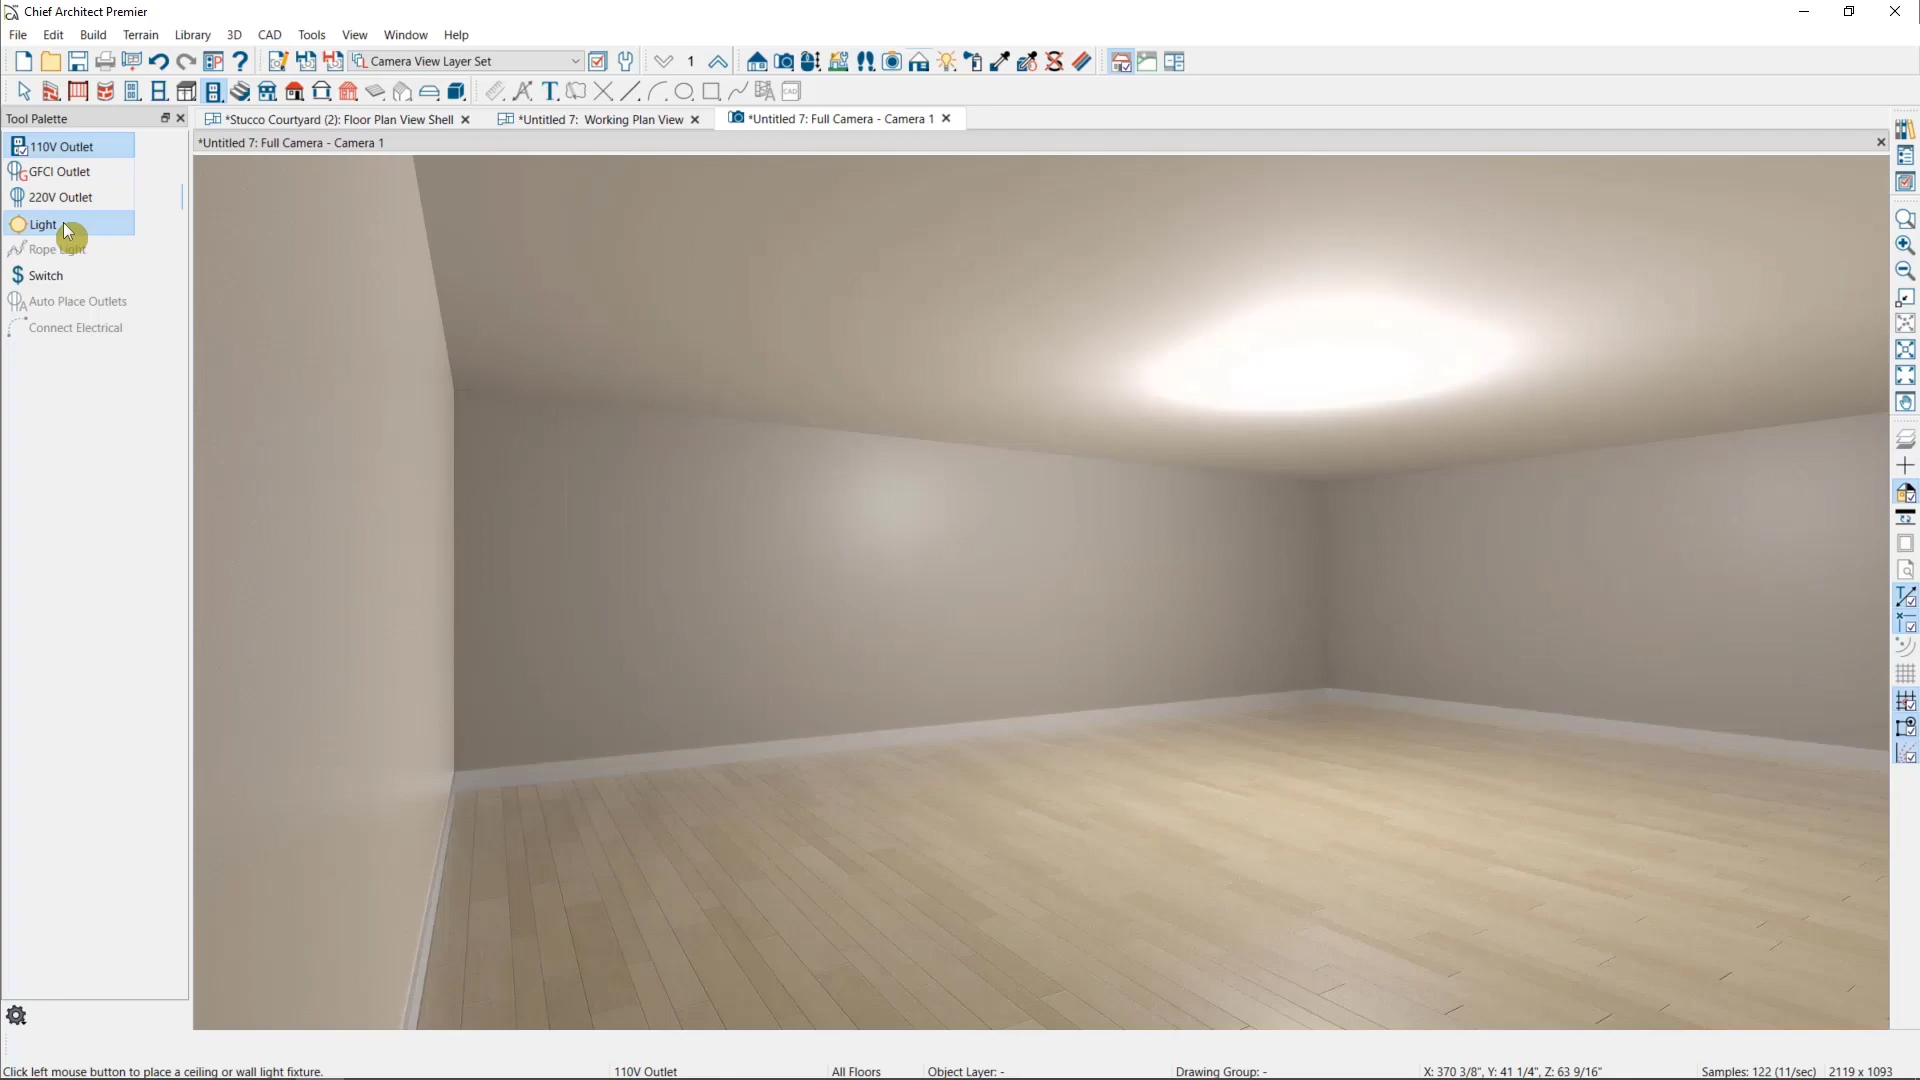 Chief Architect Premier
File Edit Build Terrain Library 3D CAD Tools View Window Help
Camera View Layer Set 1
Tool Palette
*Stucco Courtyard (2): Floor Plan View Shell *Untitled 7: Working Plan View *Untitled 7: Full Camera - Camera 1
*Untitled 7: Full Camera - Camera 1
110V Outlet
GFCI Outlet
220V Outlet
Light
Rope Light
Switch
Auto Place Outlets
Connect Electrical
Click left mouse button to place a ceiling or wall light fixture. 110V Outlet All Floors Object Layer: - Drawing Group: - X: 370 3/8", Y: 41 1/4", Z: 63 9/16" Samples: 122 (11/sec) 2119 x 1093